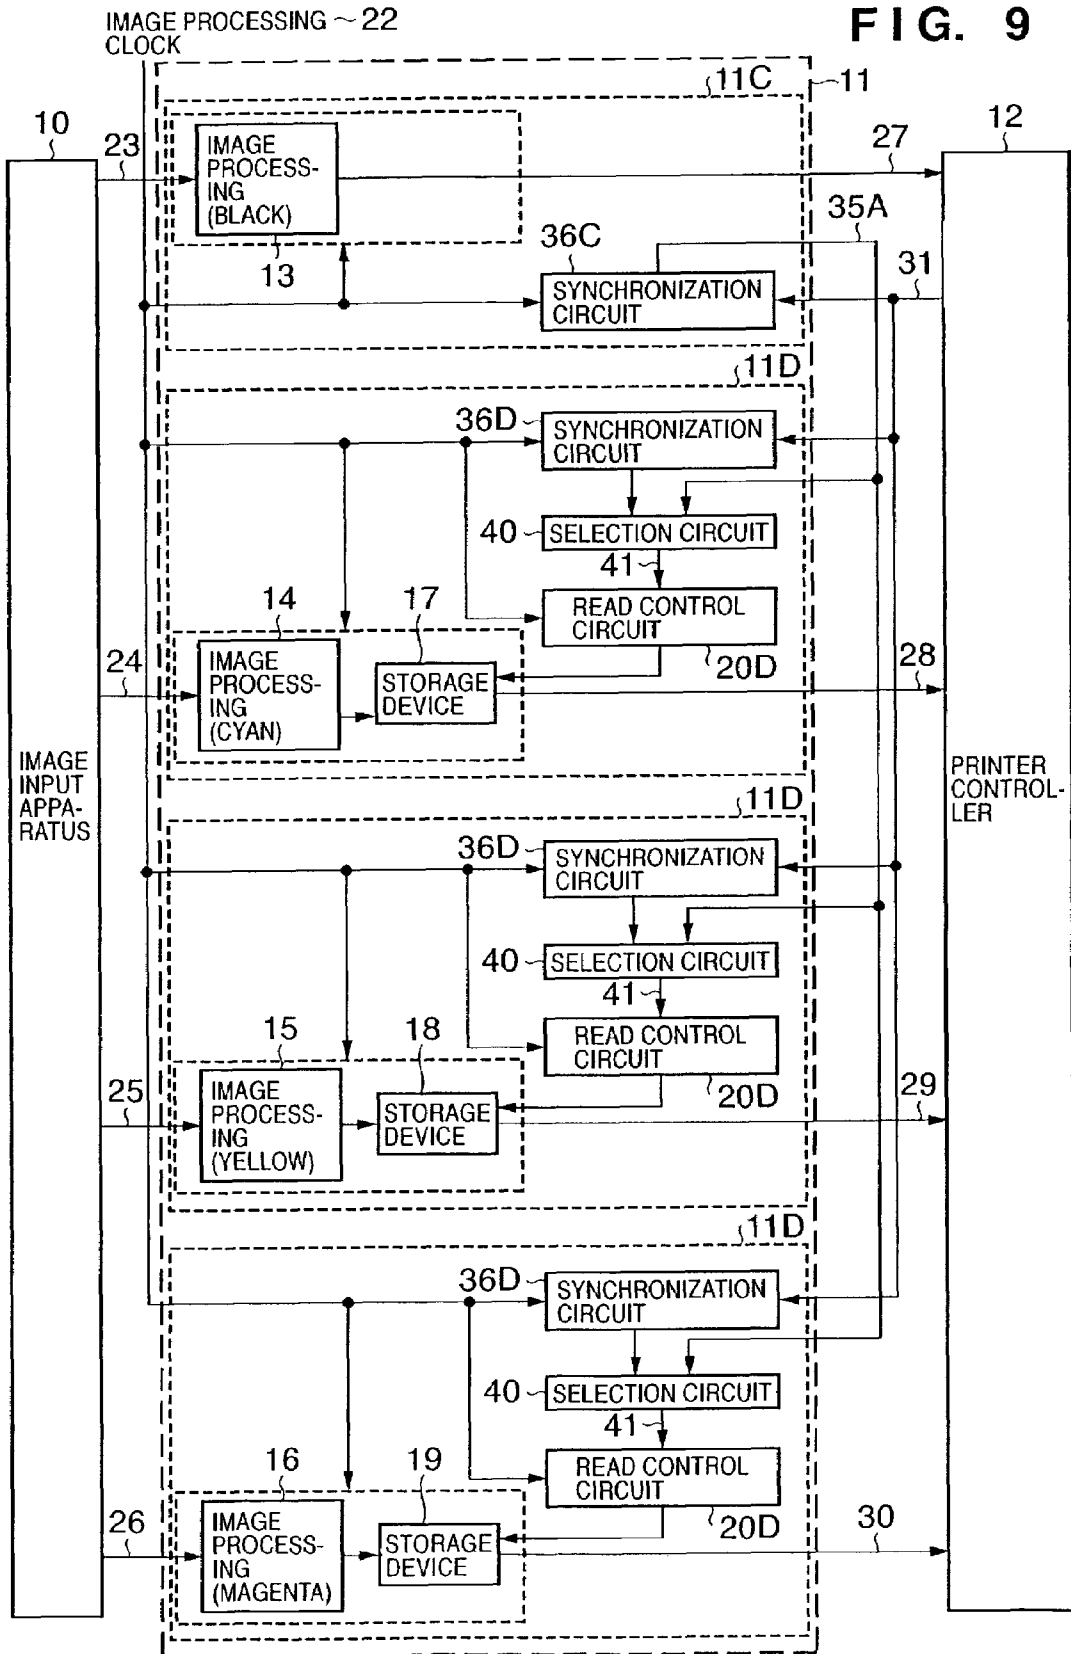 IMAGE PROCESSING ~ 22
CLOCK
FIG. 9
11C
11
10
23
IMAGE
PROCESS-
ING
(BLACK)
13
27
12
35A
36C
SYNCHRONIZATION
CIRCUIT
31
11D
36D
SYNCHRONIZATION
CIRCUIT
40
SELECTION CIRCUIT
41
READ CONTROL
CIRCUIT
20D
14
17
24
IMAGE
PROCESS-
ING
(CYAN)
STORAGE
DEVICE
28
IMAGE
INPUT
APPA-
RATUS
PRINTER
CONTROL-
LER
11D
36D
SYNCHRONIZATION
CIRCUIT
40
SELECTION CIRCUIT
41
READ CONTROL
CIRCUIT
20D
15
18
25
IMAGE
PROCESS-
ING
(YELLOW)
STORAGE
DEVICE
29
11D
36D
SYNCHRONIZATION
CIRCUIT
40
SELECTION CIRCUIT
41
READ CONTROL
CIRCUIT
20D
16
19
26
IMAGE
PROCESS-
ING
(MAGENTA)
STORAGE
DEVICE
30